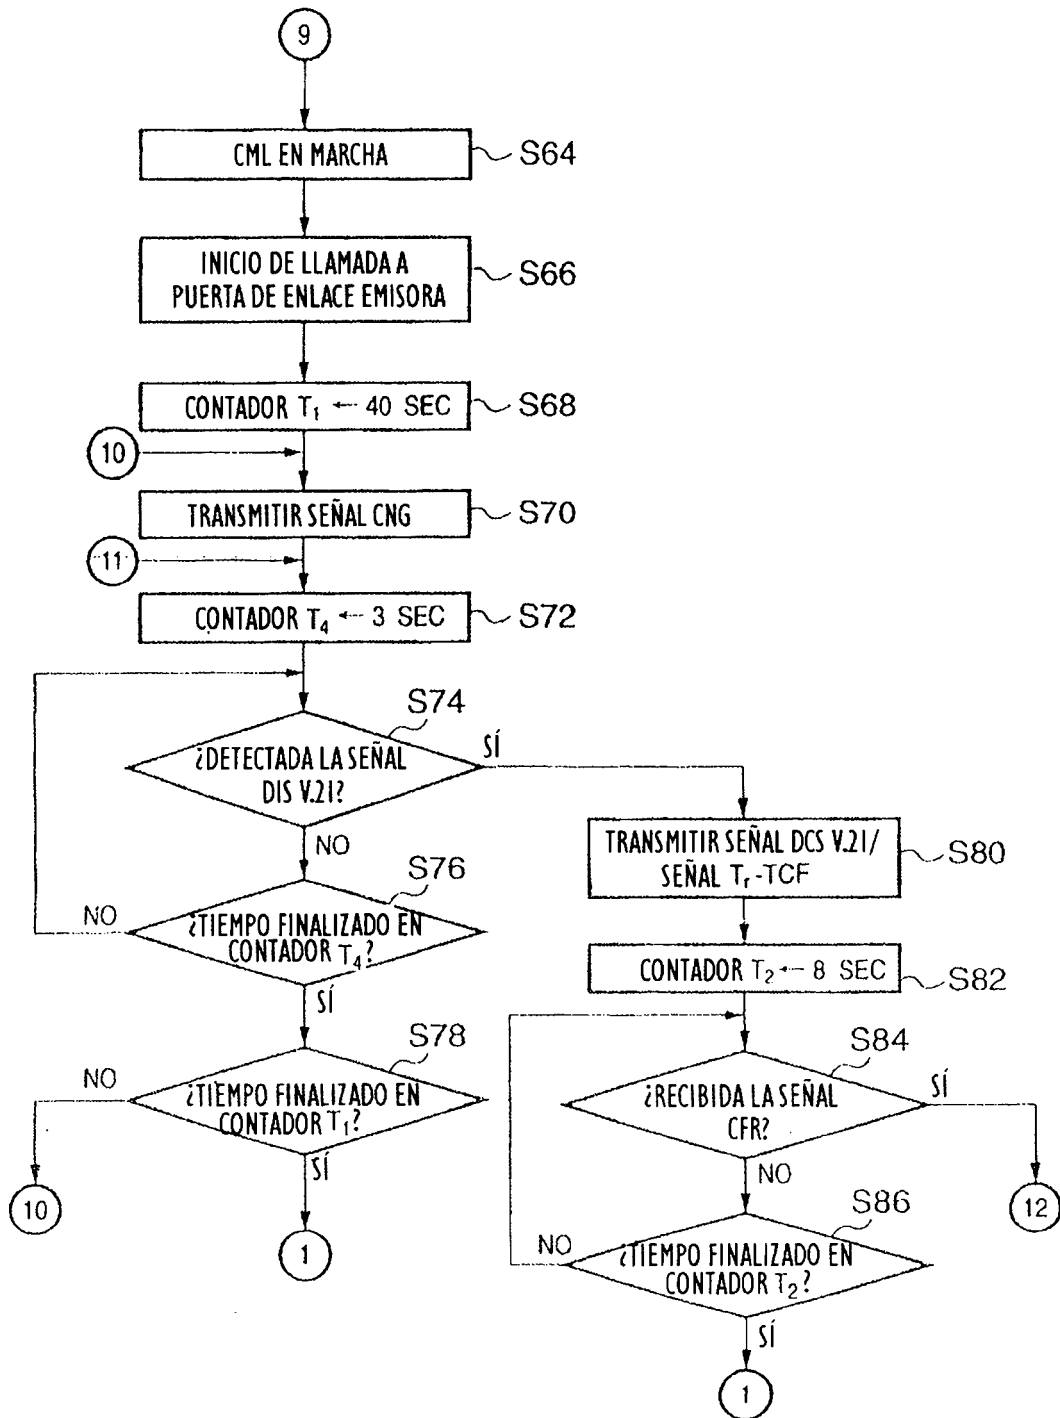 9
CML EN MARCHA
S64
INICIO DE LLAMADA A
PUERTA DE ENLACE EMISORA
S66
CONTADOR T₁ ← 40 SEC
S68
10
TRANSMITIR SEÑAL CNG
S70
11
CONTADOR T₄ ← 3 SEC
S72
S74
¿DETECTADA LA SEÑAL
DIS V.21?
SÍ
NO
S76
¿TIEMPO FINALIZADO EN
CONTADOR T₄?
NO
SÍ
S78
¿TIEMPO FINALIZADO EN
CONTADOR T₁?
NO
SÍ
10
1
TRANSMITIR SEÑAL DCS V.21/
SEÑAL Tᵣ-TCF
S80
CONTADOR T₂ ← 8 SEC
S82
S84
¿RECIBIDA LA SEÑAL
CFR?
SÍ
NO
12
S86
¿TIEMPO FINALIZADO EN
CONTADOR T₂?
NO
SÍ
1